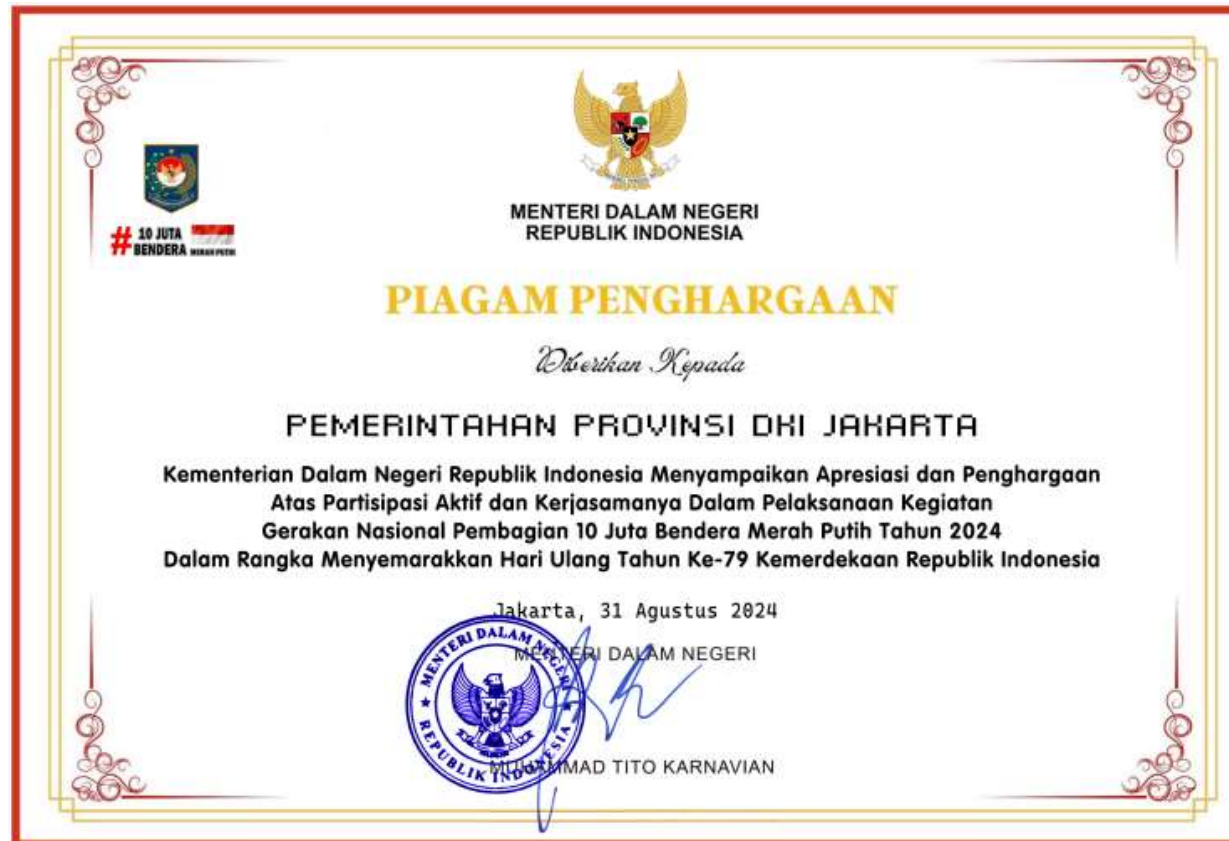 # 10 JUTA
BENDERA MERAH PUTIH
MENTERI DALAM NEGERI
REPUBLIK INDONESIA
PIAGAM PENGHARGAAN
Diberikan Kepada
PEMERINTAHAN PROVINSI DKI JAKARTA
Kementerian Dalam Negeri Republik Indonesia Menyampaikan Apresiasi dan Penghargaan
Atas Partisipasi Aktif dan Kerjasamanya Dalam Pelaksanaan Kegiatan
Gerakan Nasional Pembagian 10 Juta Bendera Merah Putih Tahun 2024
Dalam Rangka Menyemarakkan Hari Ulang Tahun Ke-79 Kemerdekaan Republik Indonesia
Jakarta, 31 Agustus 2024
MENTERI DALAM NEGERI
MENTERI DALAM NEGERI
REPUBLIK INDONESIA
MUHAMMAD TITO KARNAVIAN